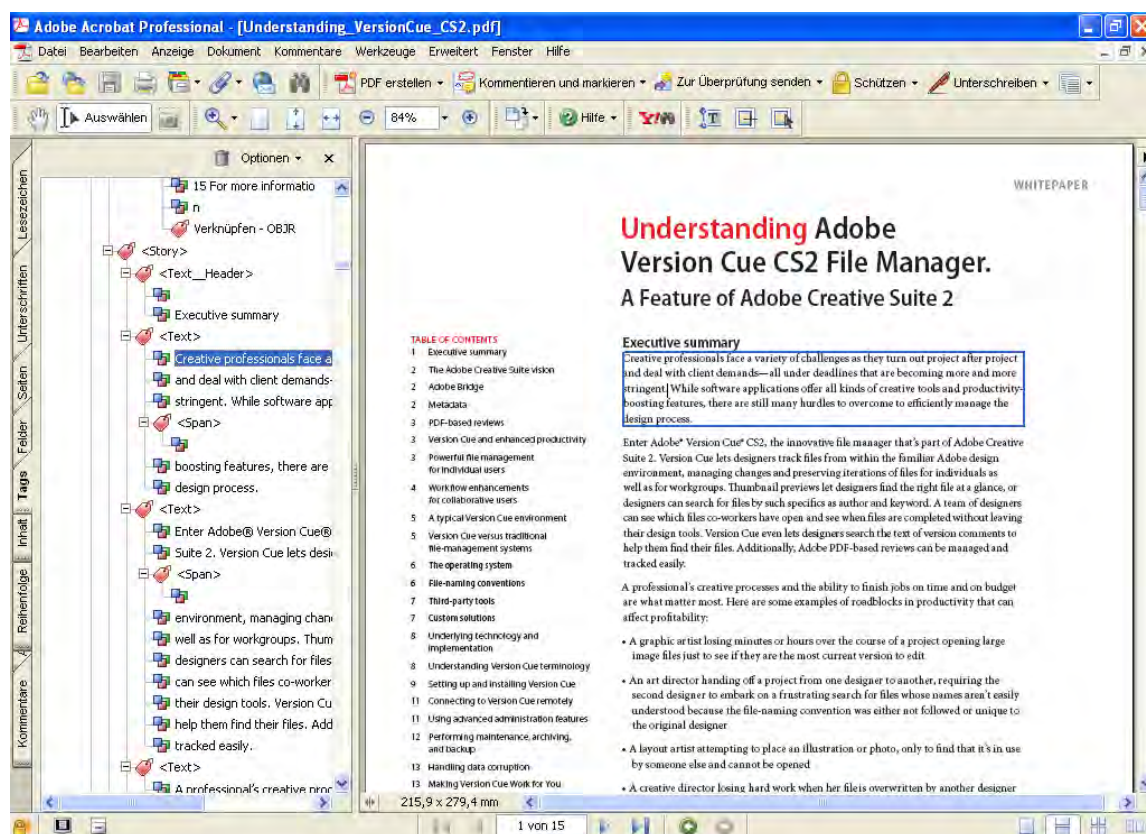 Adobe Acrobat Professional - [Understanding_VersionCue_CS2.pdf]
Datei Bearbeiten Anzeige Dokument Kommentare Werkzeuge Erweitert Fenster Hilfe
PDF erstellen Kommentieren und markieren Zur Überprüfung senden Schützen Unterschreiben
Auswählen 84% Hilfe Y!
Optionen x
Lesezeichen
Unterschriften
Seiten
Felder
Tags
Inhalt
Reihenfolge
Kommentare
15 For more informatio
n
Verknüpfen - OBJR
<Story>
<Text__Header>
Executive summary
<Text>
Creative professionals face a
and deal with client demands-
stringent. While software app
<Span>
boosting features, there are
design process.
<Text>
Enter Adobe® Version Cue®
Suite 2. Version Cue lets desi
<Span>
environment, managing chan
well as for workgroups. Thum
designers can search for files
can see which files co-worker
their design tools. Version Cu
help them find their files. Add
tracked easily.
<Text>
A professional's creative proc
WHITEPAPER
Understanding Adobe
Version Cue CS2 File Manager.
A Feature of Adobe Creative Suite 2
TABLE OF CONTENTS
1 Executive summary
2 The Adobe Creative Suite vision
2 Adobe Bridge
2 Metadata
3 PDF-based reviews
3 Version Cue and enhanced productivity
3 Powerful file management
for individual users
4 Workflow enhancements
for collaborative users
5 A typical Version Cue environment
5 Version Cue versus traditional
file-management systems
6 The operating system
6 File-naming conventions
7 Third-party tools
7 Custom solutions
8 Underlying technology and
implementation
8 Understanding Version Cue terminology
9 Setting up and installing Version Cue
11 Connecting to Version Cue remotely
11 Using advanced administration features
12 Performing maintenance, archiving,
and backup
13 Handling data corruption
13 Making Version Cue Work for You
Executive summary
Creative professionals face a variety of challenges as they turn out project after project
and deal with client demands—all under deadlines that are becoming more and more
stringent. While software applications offer all kinds of creative tools and productivity-
boosting features, there are still many hurdles to overcome to efficiently manage the
design process.
Enter Adobe® Version Cue® CS2, the innovative file manager that's part of Adobe Creative
Suite 2. Version Cue lets designers track files from within the familiar Adobe design
environment, managing changes and preserving iterations of files for individuals as
well as for workgroups. Thumbnail previews let designers find the right file at a glance, or
designers can search for files by such specifics as author and keyword. A team of designers
can see which files co-workers have open and see when files are completed without leaving
their design tools. Version Cue even lets designers search the text of version comments to
help them find their files. Additionally, Adobe PDF-based reviews can be managed and
tracked easily.
A professional's creative processes and the ability to finish jobs on time and on budget
are what matter most. Here are some examples of roadblocks in productivity that can
affect profitability:
• A graphic artist losing minutes or hours over the course of a project opening large
image files just to see if they are the most current version to edit
• An art director handing off a project from one designer to another, requiring the
second designer to embark on a frustrating search for files whose names aren't easily
understood because the file-naming convention was either not followed or unique to
the original designer
• A layout artist attempting to place an illustration or photo, only to find that it's in use
by someone else and cannot be opened
• A creative director losing hard work when her file is overwritten by another designer
215,9 x 279,4 mm
1 von 15